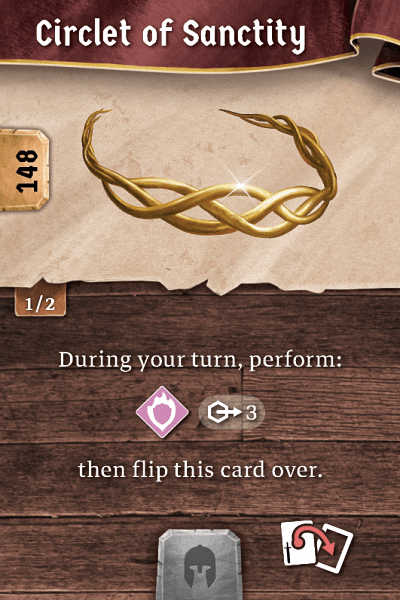 Circlet of Sanctity
148
1/2
During your turn, perform:
3
then flip this card over.